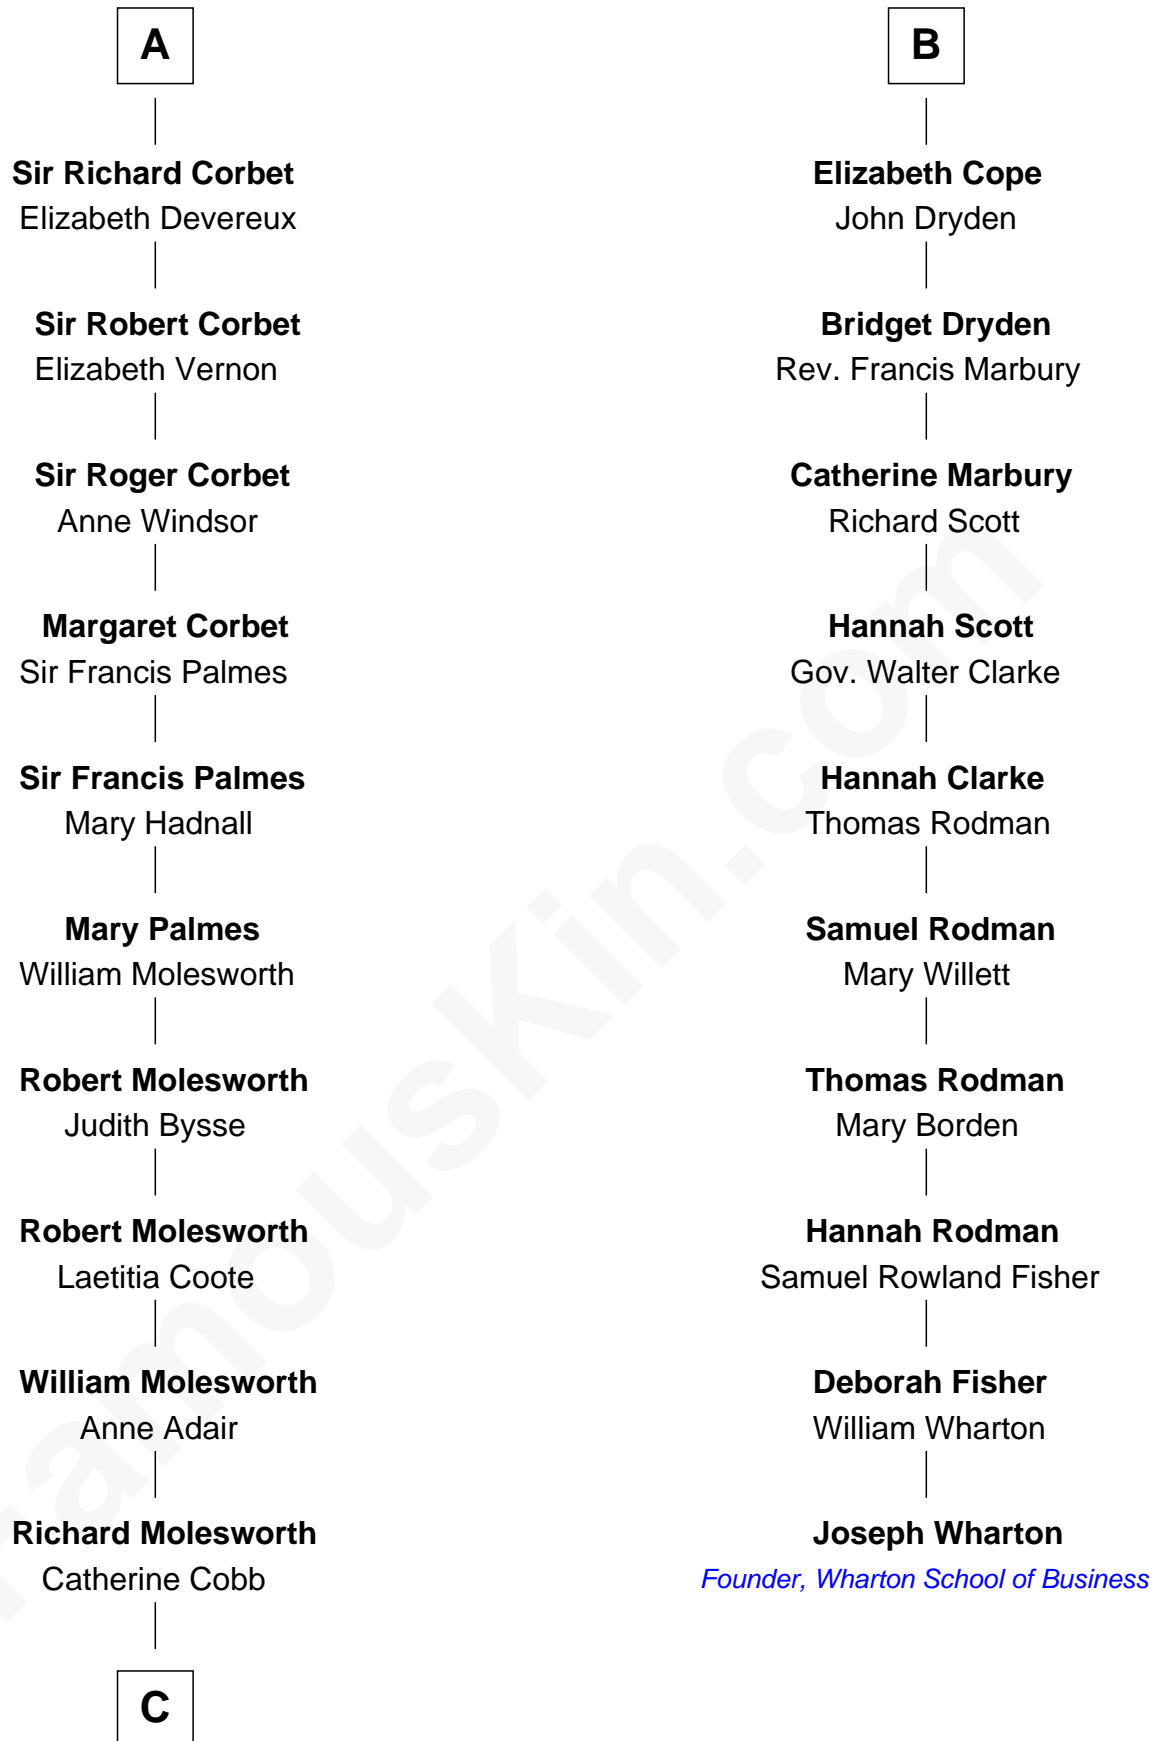 A
Sir Richard Corbet
Elizabeth Devereux
Sir Robert Corbet
Elizabeth Vernon
Sir Roger Corbet
Anne Windsor
Margaret Corbet
Sir Francis Palmes
Sir Francis Palmes
Mary Hadnall
Mary Palmes
William Molesworth
Robert Molesworth
Judith Bysse
Robert Molesworth
Laetitia Coote
William Molesworth
Anne Adair
Richard Molesworth
Catherine Cobb
C
B
Elizabeth Cope
John Dryden
Bridget Dryden
Rev. Francis Marbury
Catherine Marbury
Richard Scott
Hannah Scott
Gov. Walter Clarke
Hannah Clarke
Thomas Rodman
Samuel Rodman
Mary Willett
Thomas Rodman
Mary Borden
Hannah Rodman
Samuel Rowland Fisher
Deborah Fisher
William Wharton
Joseph Wharton
Founder, Wharton School of Business
FamousKin.com